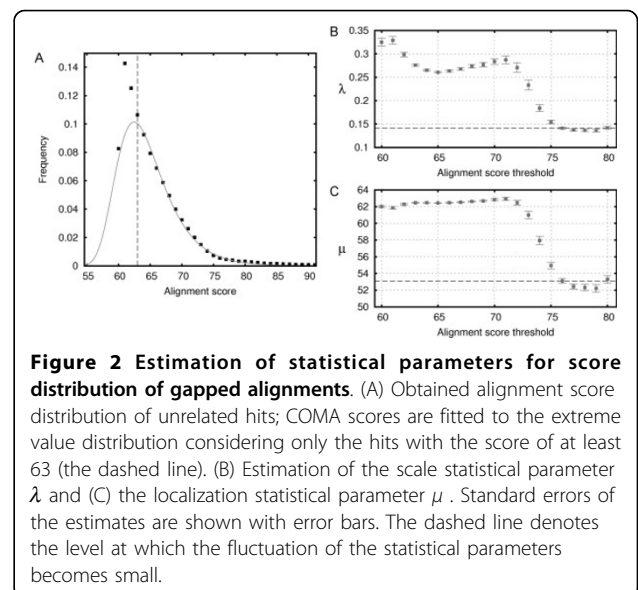 A
0.14
0.12
0.1
0.08
0.06
0.04
0.02
0
Frequency
55 60 65 70 75 80 85 90
Alignment score
B
0.35
0.3
0.25
0.2
0.15
0.1
λ
60 65 70 75 80
Alignment score threshold
C
64
62
60
58
56
54
52
50
μ
60 65 70 75 80
Alignment score threshold
Figure 2 Estimation of statistical parameters for score
distribution of gapped alignments. (A) Obtained alignment score
distribution of unrelated hits; COMA scores are fitted to the extreme
value distribution considering only the hits with the score of at least
63 (the dashed line). (B) Estimation of the scale statistical parameter
λ and (C) the localization statistical parameter μ . Standard errors of
the estimates are shown with error bars. The dashed line denotes
the level at which the fluctuation of the statistical parameters
becomes small.